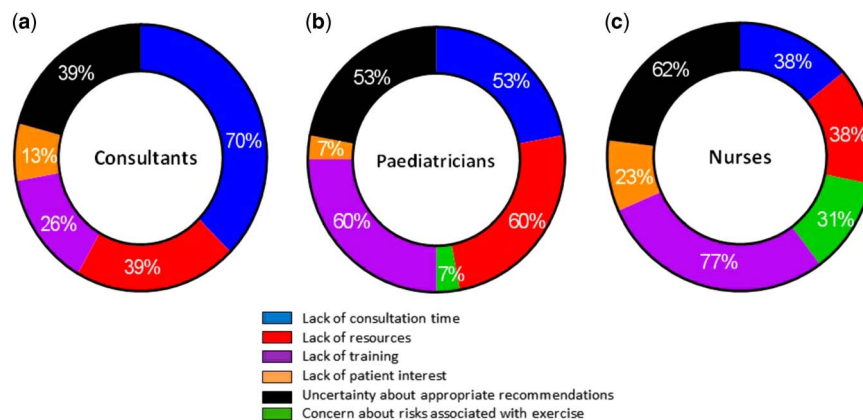 (a)
39%
70%
13%
Consultants
26%
39%
(b)
53%
53%
7%
Paediatricians
60%
60%
7%
(c)
62%
38%
38%
Nurses
23%
31%
77%
Lack of consultation time
Lack of resources
Lack of training
Lack of patient interest
Uncertainty about appropriate recommendations
Concern about risks associated with exercise